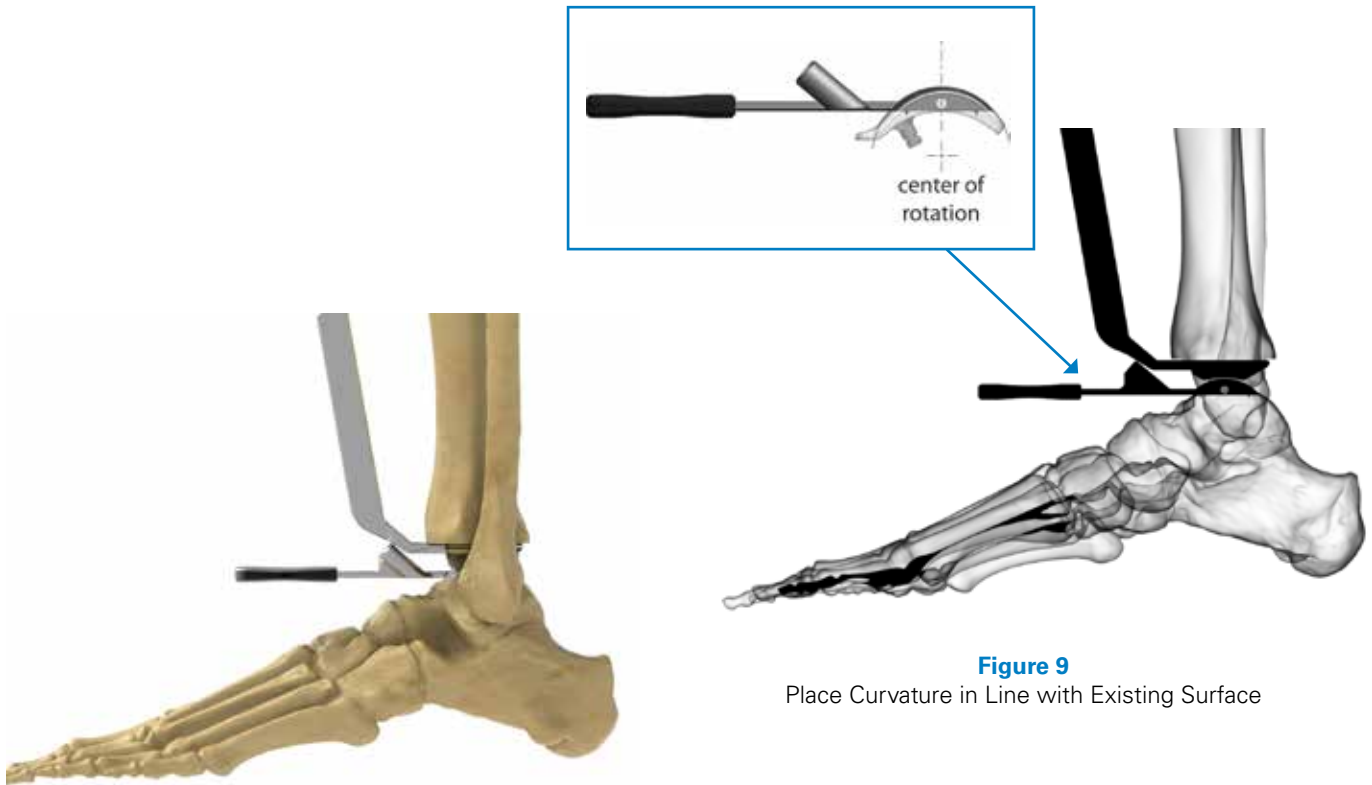 center of
rotation
Figure 9
Place Curvature in Line with Existing Surface